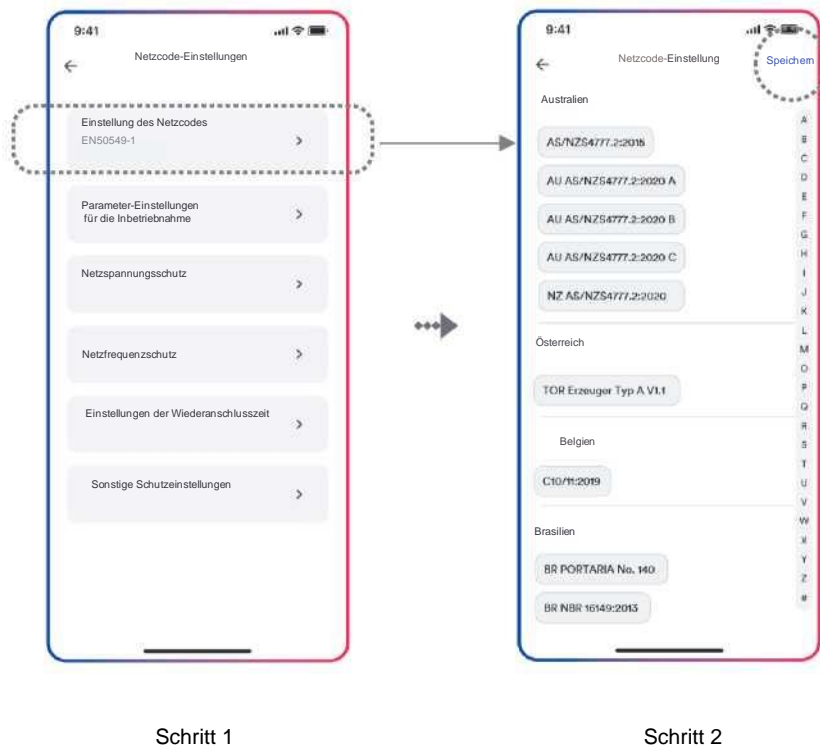 9:41
Netzcode-Einstellungen
Einstellung des Netzcodes
EN50549-1
Parameter-Einstellungen
für die Inbetriebnahme
Netzspannungsschutz
Netzfrequenzschutz
Einstellungen der Wiederanschlusszeit
Sonstige Schutzeinstellungen
Schritt 1
9:41
Netzcode-Einstellung
Speichern
Australien
AS/NZS4777.2:2015
AU AS/NZS4777.2:2020 A
AU AS/NZS4777.2:2020 B
AU AS/NZS4777.2:2020 C
NZ AS/NZS4777.2:2020
Österreich
TOR Erzeuger Typ A V1.1
Belgien
C10/11:2019
Brasilien
BR PORTARIA No. 140
BR NBR 16149:2013
A
B
C
D
E
F
G
H
I
J
K
L
M
O
P
Q
R
S
T
U
V
W
X
Y
Z
#
Schritt 2